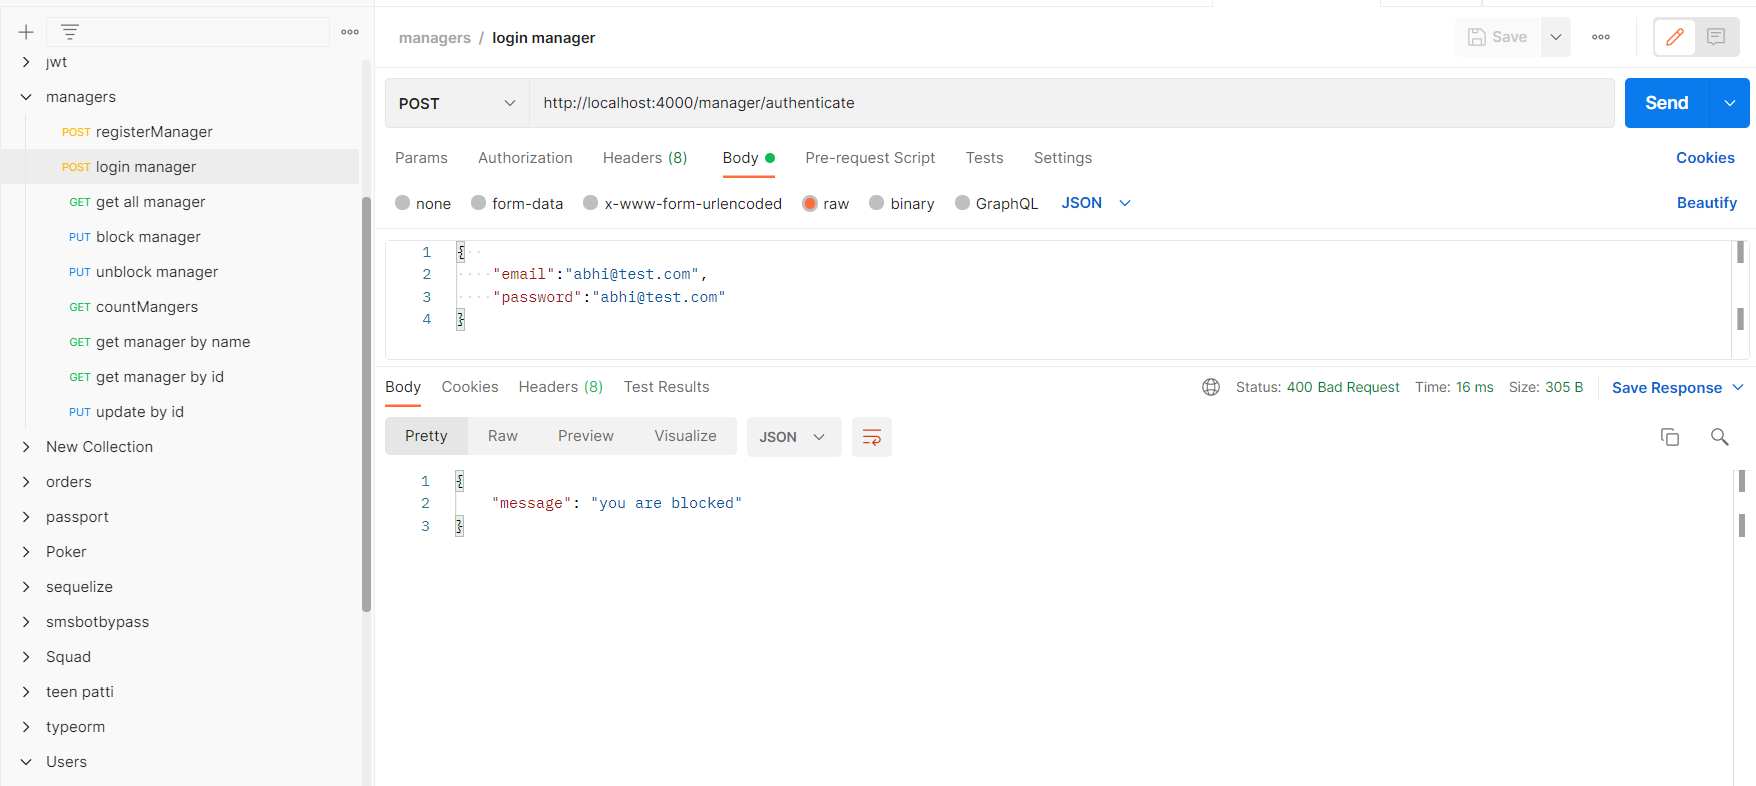 jwt
managers
POST registerManager
POST login manager
GET get all manager
PUT block manager
PUT unblock manager
GET countMangers
GET get manager by name
GET get manager by id
PUT update by id
New Collection
orders
passport
Poker
sequelize
smsbotbypass
Squad
teen patti
typeorm
Users
managers / login manager
Save
POST http://localhost:4000/manager/authenticate Send
Params Authorization Headers (8) Body Pre-request Script Tests Settings Cookies
none form-data x-www-form-urlencoded raw binary GraphQL JSON Beautify
1 {
2 "email":"abhi@test.com",
3 "password":"abhi@test.com"
4 }
Body Cookies Headers (8) Test Results Status: 400 Bad Request Time: 16 ms Size: 305 B Save Response
Pretty Raw Preview Visualize JSON
1 {
2 "message": "you are blocked"
3 }